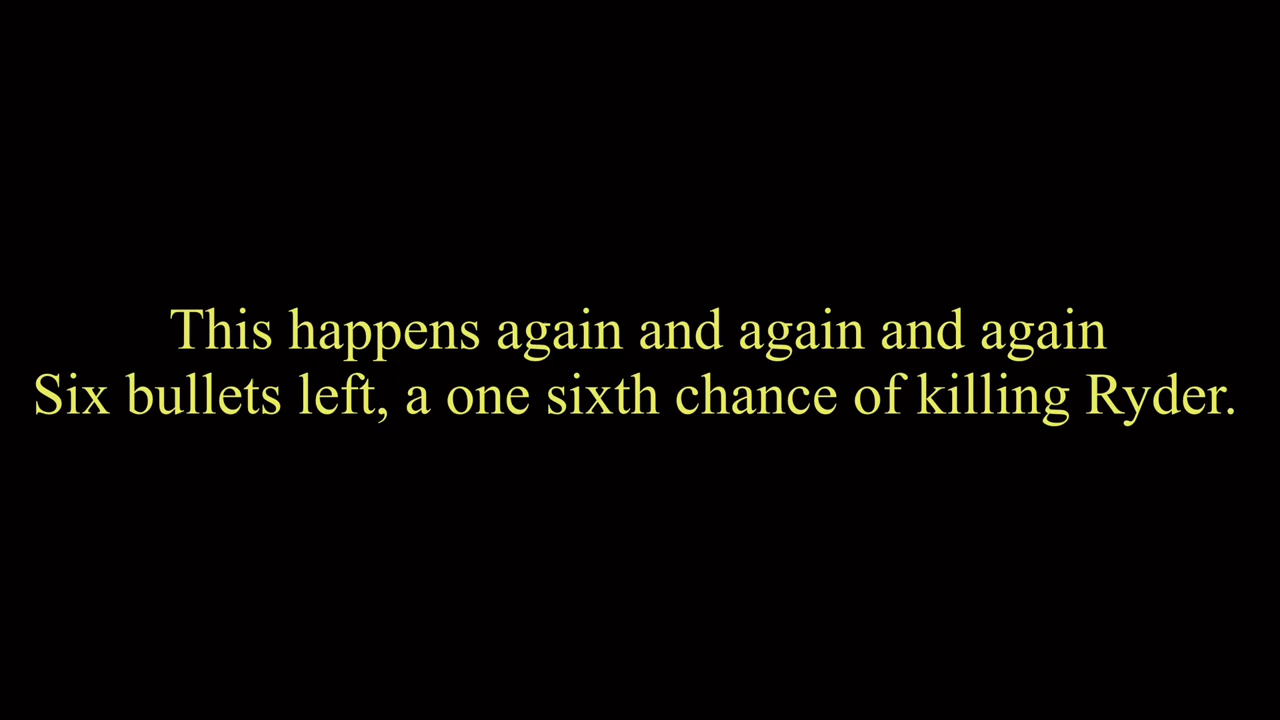 This happens again and again and again
Six bullets left, a one sixth chance of killing Ryder.